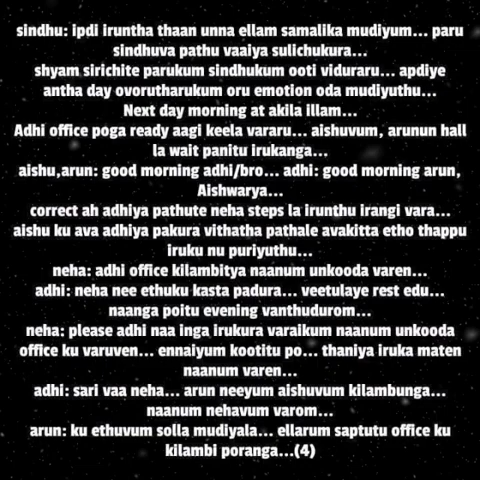 sindhu: ipdi iruntha thaan unna ellam samalika mudiyum... paru
sindhuva pathu vaaiya sulichukura...
shyam sirichite parukum sindhukum ooti viduraru... apdiye
antha day ovorutharukum oru emotion oda mudiyuthu...
Next day morning at akila illam...
Adhi office poga ready aagi keela vararu... aishuvum, arunun hall
la wait panitu irukanga...
aishu,arun: good morning adhi/bro... adhi: good morning arun,
Aishwarya...
correct ah adhiya pathute neha steps la irunthu irangi vara...
aishu ku ava adhiya pakura vithatha pathale avakitta etho thappu
iruku nu puriyuthu...
neha: adhi office kilambitya naanum unkooda varen...
adhi: neha nee ethuku kasta padura... veetulaye rest edu...
naanga poitu evening vanthudurom...
neha: please adhi naa inga irukura varaikum naanum unkooda
office ku varuven... ennaiyum kootitu po... thaniya iruka maten
naanum varen...
adhi: sari vaa neha... arun neeyum aishuvum kilambunga...
naanum nehavum varom...
arun: ku ethuvum solla mudiyala... ellarum saptutu office ku
kilambi poranga...(4)